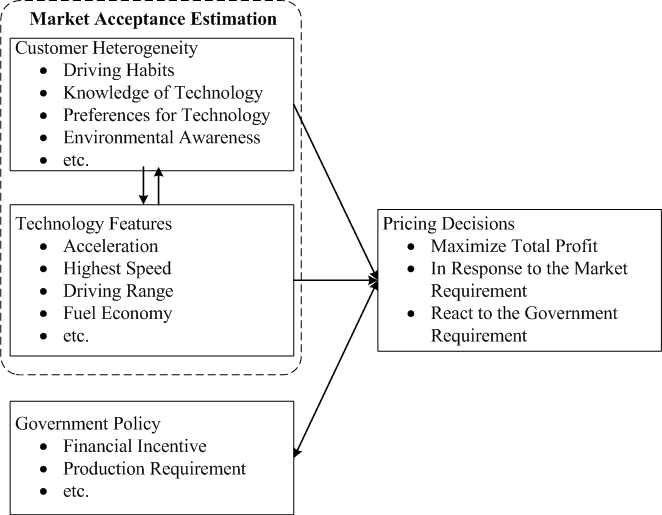 Market Acceptance Estimation
Customer Heterogeneity
• Driving Habits
• Knowledge of Technology
• Preferences for Technology
• Environmental Awareness
• etc.
Technology Features
• Acceleration
• Highest Speed
• Driving Range
• Fuel Economy
• etc.
Government Policy
• Financial Incentive
• Production Requirement
• etc.
Pricing Decisions
• Maximize Total Profit
• In Response to the Market
Requirement
• React to the Government
Requirement